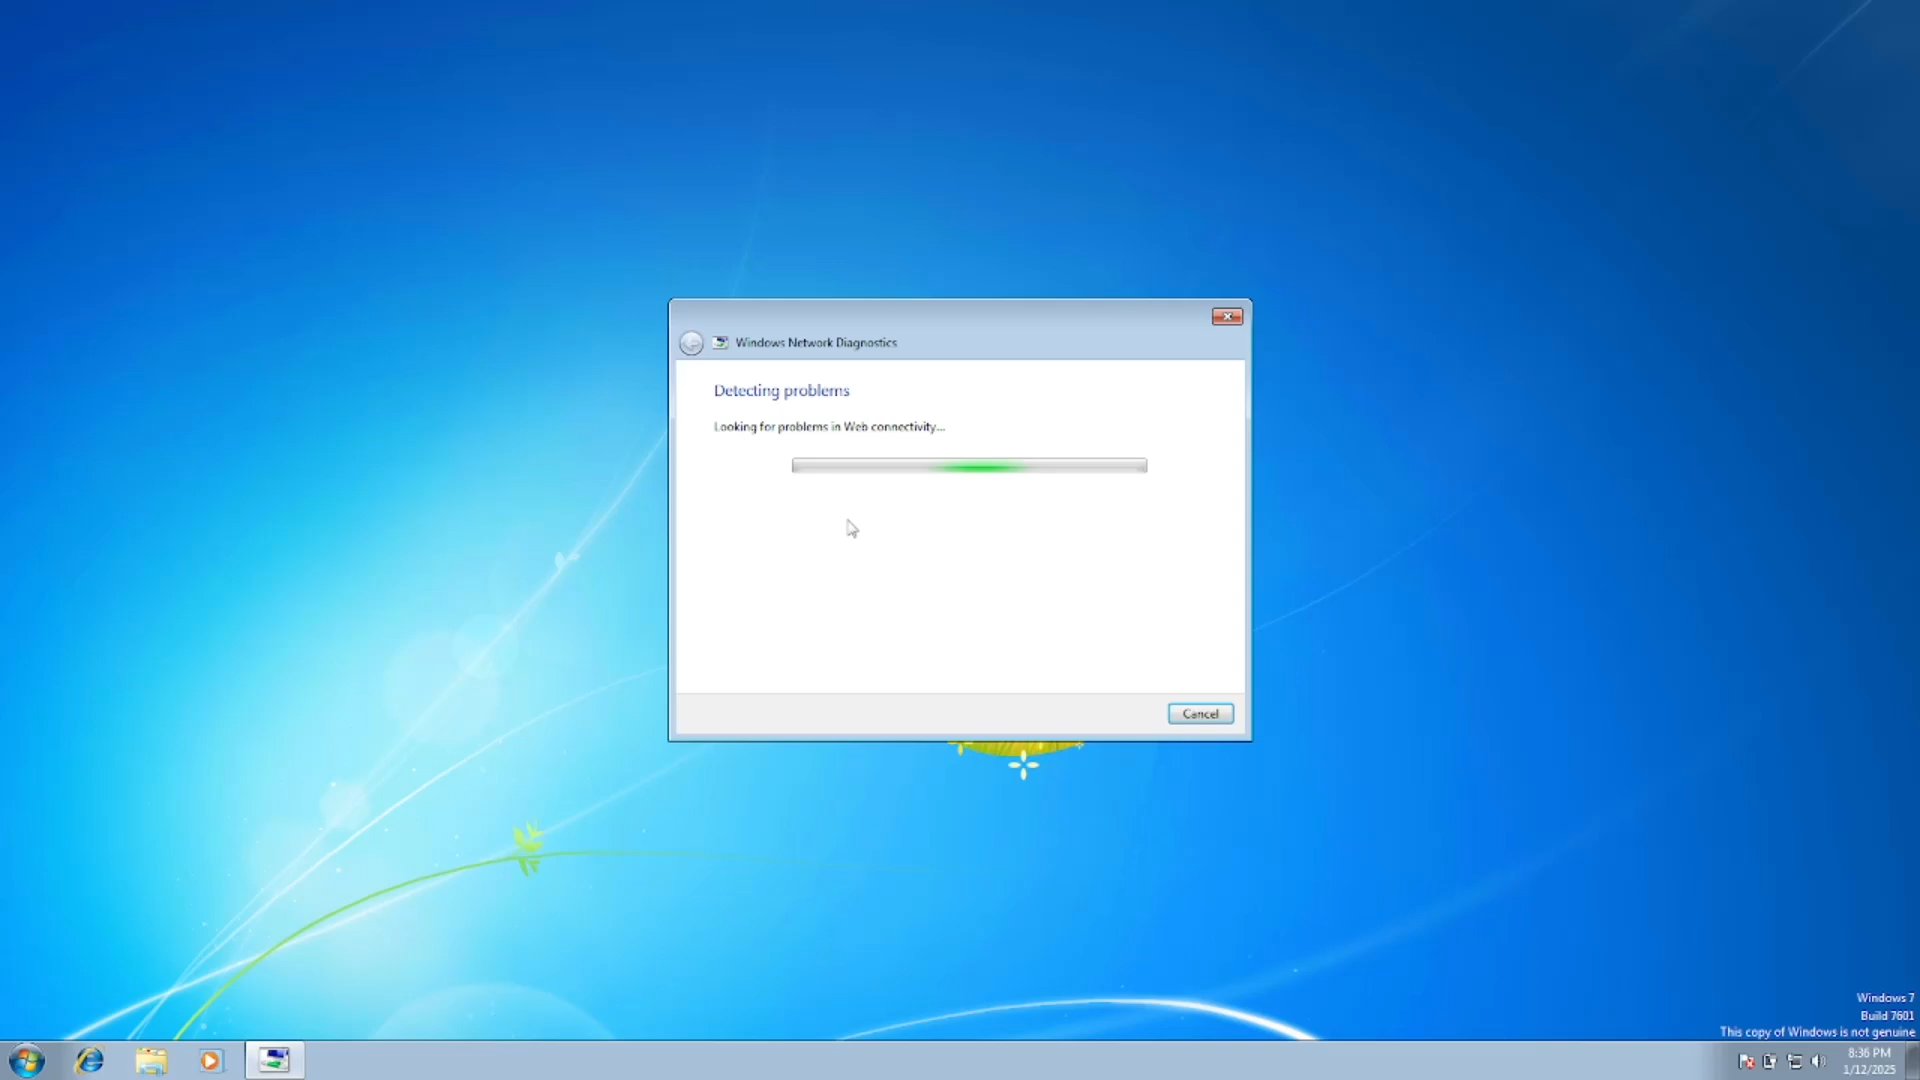 Windows Network Diagnostics
Detecting problems
Looking for problems in Web connectivity...
Cancel
Windows 7
Build 7601
This copy of Windows is not genuine
8:36 PM
1/12/2025